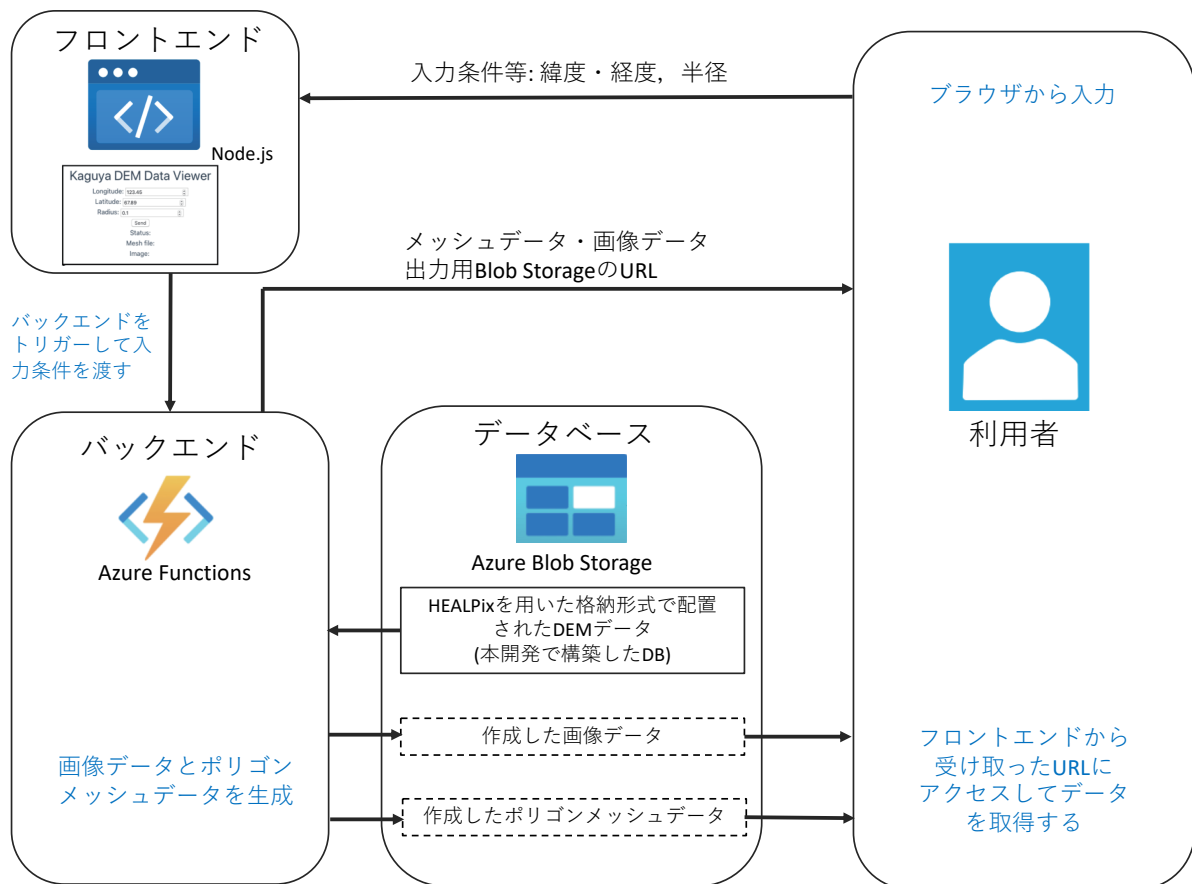 フロントエンド
Node.js
Kaguya DEM Data Viewer
Longitude: 123.45
Latitude: 67.89
Radius: 0.1
Send
Status:
Mesh file:
Image:
入力条件等: 緯度・経度，半径
ブラウザから入力
メッシュデータ・画像データ
出力用Blob StorageのURL
バックエンドを
トリガーして入
力条件を渡す
利用者
バックエンド
Azure Functions
画像データとポリゴン
メッシュデータを生成
データベース
Azure Blob Storage
HEALPixを用いた格納形式で配置
されたDEMデータ
(本開発で構築したDB)
作成した画像データ
作成したポリゴンメッシュデータ
フロントエンドから
受け取ったURLに
アクセスしてデータ
を取得する